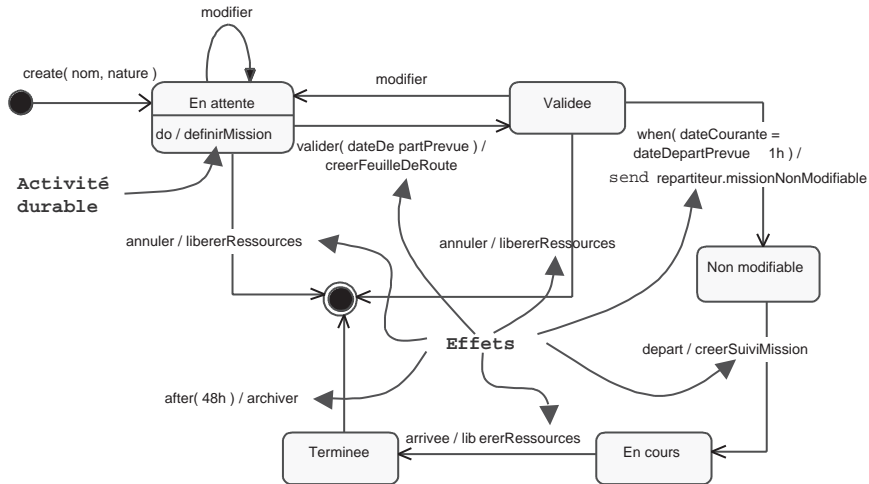 modifier
create( nom, nature )
modifier
En attente
Validee
do / definirMission
valider( dateDe partPrevue ) /
creerFeuilleDeRoute
when( dateCourante =
dateDepartPrevue 1h ) /
send repartiteur.missionNonModifiable
Activité
durable
annuler / libererRessources
annuler / libererRessources
Non modifiable
Effets
depart / creerSuiviMission
after( 48h ) / archiver
arrivee / lib ererRessources
Terminee
En cours